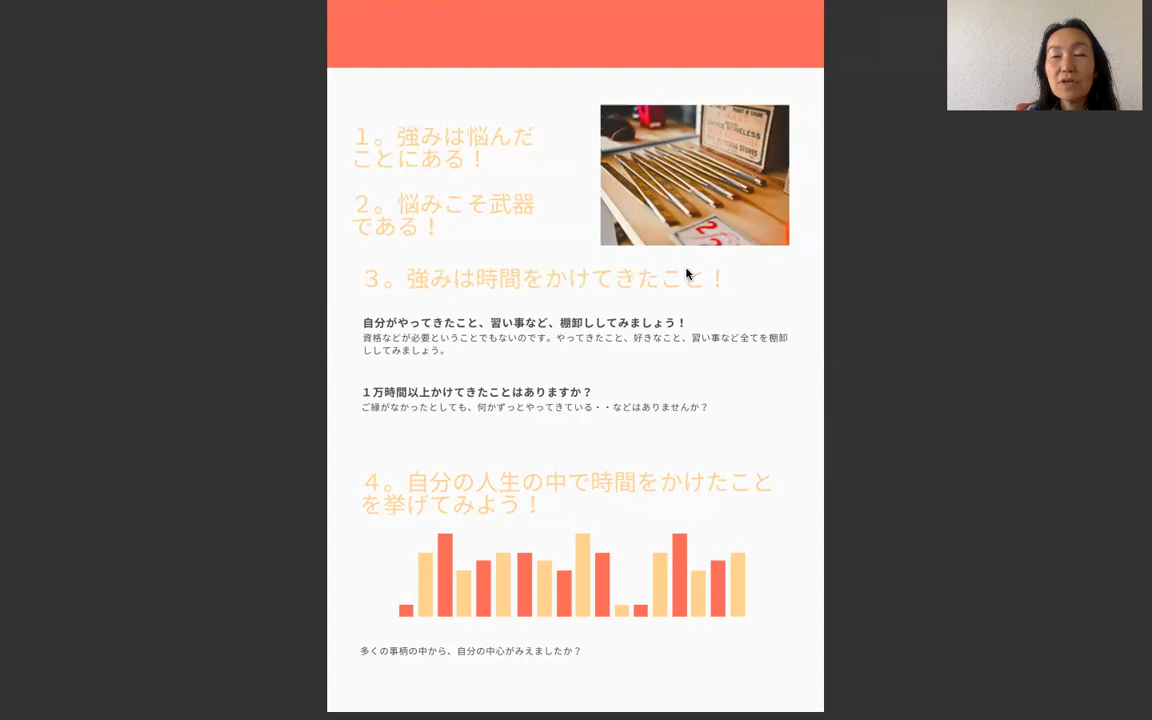 １。強みは悩んだ
ことにある！
２。悩みこそ武器
である！
３。強みは時間をかけてきたこと！
自分がやってきたこと、習い事など、棚卸ししてみましょう！
資格などが必要ということでもないのです。やってきたこと、好きなこと、習い事など全てを棚卸
ししてみましょう。
１万時間以上かけてきたことはありますか？
ご縁がなかったとしても、何かずっとやってきている・・などはありませんか？
４。自分の人生の中で時間をかけたこと
を挙げてみよう！
多くの事柄の中から、自分の中心がみえましたか？